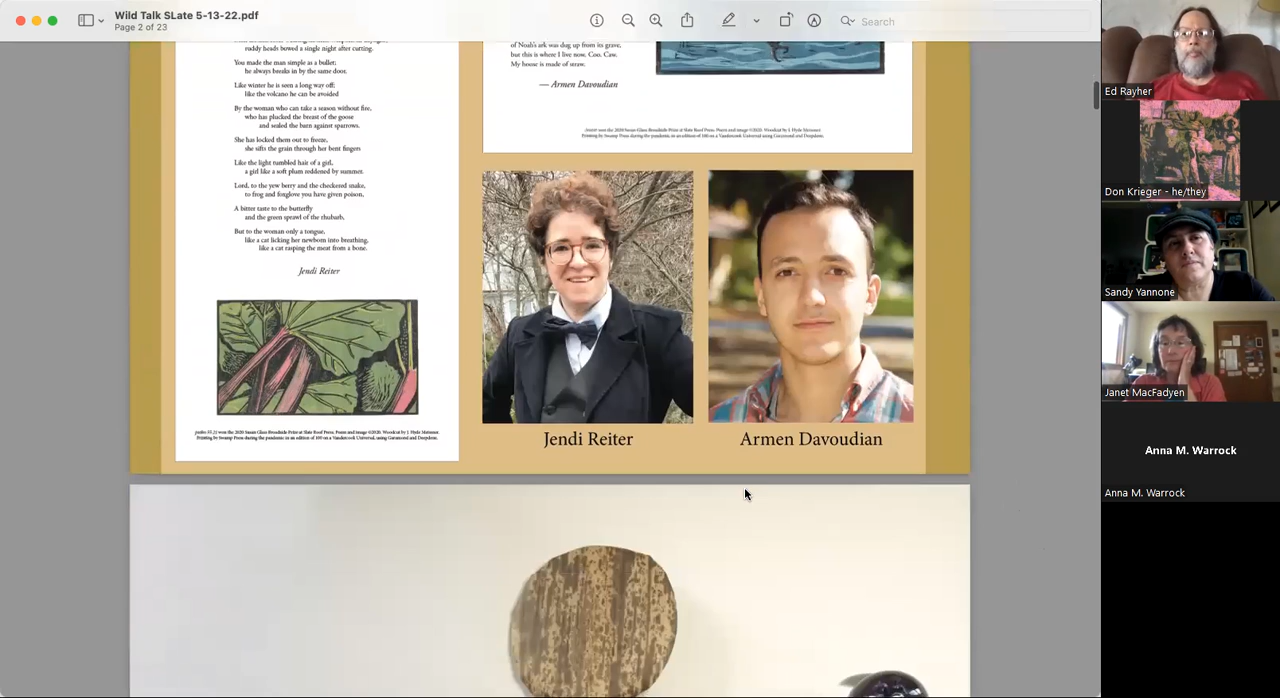 Wild Talk SLate 5-13-22.pdf
Page 2 of 23
Search
ruddy heads bowed a single night after cutting.
You made the man simple as a bullet;
he always breaks in by the same door.
Like winter he is seen a long way off;
like the volcano he can be avoided
By the woman who can take a season without fire,
who has plucked the breast of the goose
and sealed the barn against sparrows.
She has locked them out to freeze,
she sifts the grain through her bent fingers
Like the light tumbled hair of a girl,
a girl like a soft plum reddened by summer.
Lord, to the yew berry and the checkered snake,
to frog and foxglove you have given poison,
A bitter taste to the butterfly
and the green sprawl of the rhubarb,
But to the woman only a tongue,
like a cat licking her newborn into breathing,
like a cat rasping the meat from a bone.
Jendi Reiter
of Noah's ark was dug up from its grave,
but this is where I live now. Coo. Caw.
My house is made of straw.
— Armen Davoudian
Jendi Reiter
Armen Davoudian
Ed Rayher
Don Krieger - he/they
Sandy Yannone
Janet MacFadyen
Anna M. Warrock
Anna M. Warrock